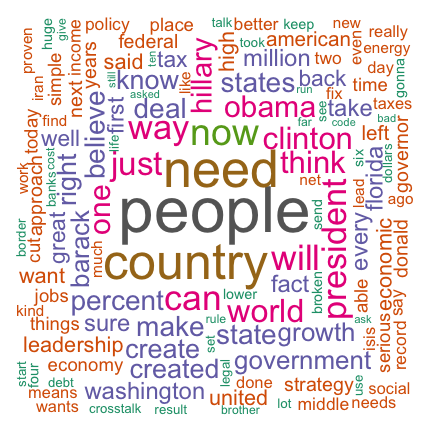 talk huge give policy place better keep new
proven next income years federal tax million american two even really energy
said high hillary took states back day gonna
iran simple still ten asked know run fix time
like deal obama far see take taxes code bad
find today first way now clinton left governor
well believe just need think six dollars
work approach life cost banks right one people net send every florida lead ago
border cut great barack country will president able donald
much can world fact broken isis serious economic
want percent lower say record
jobs sure make state growth ask
kind things rule set
leadership create government
economy created legal strategy use social
start four debt means washington united done middle needs
wants crosstalk result brother lot